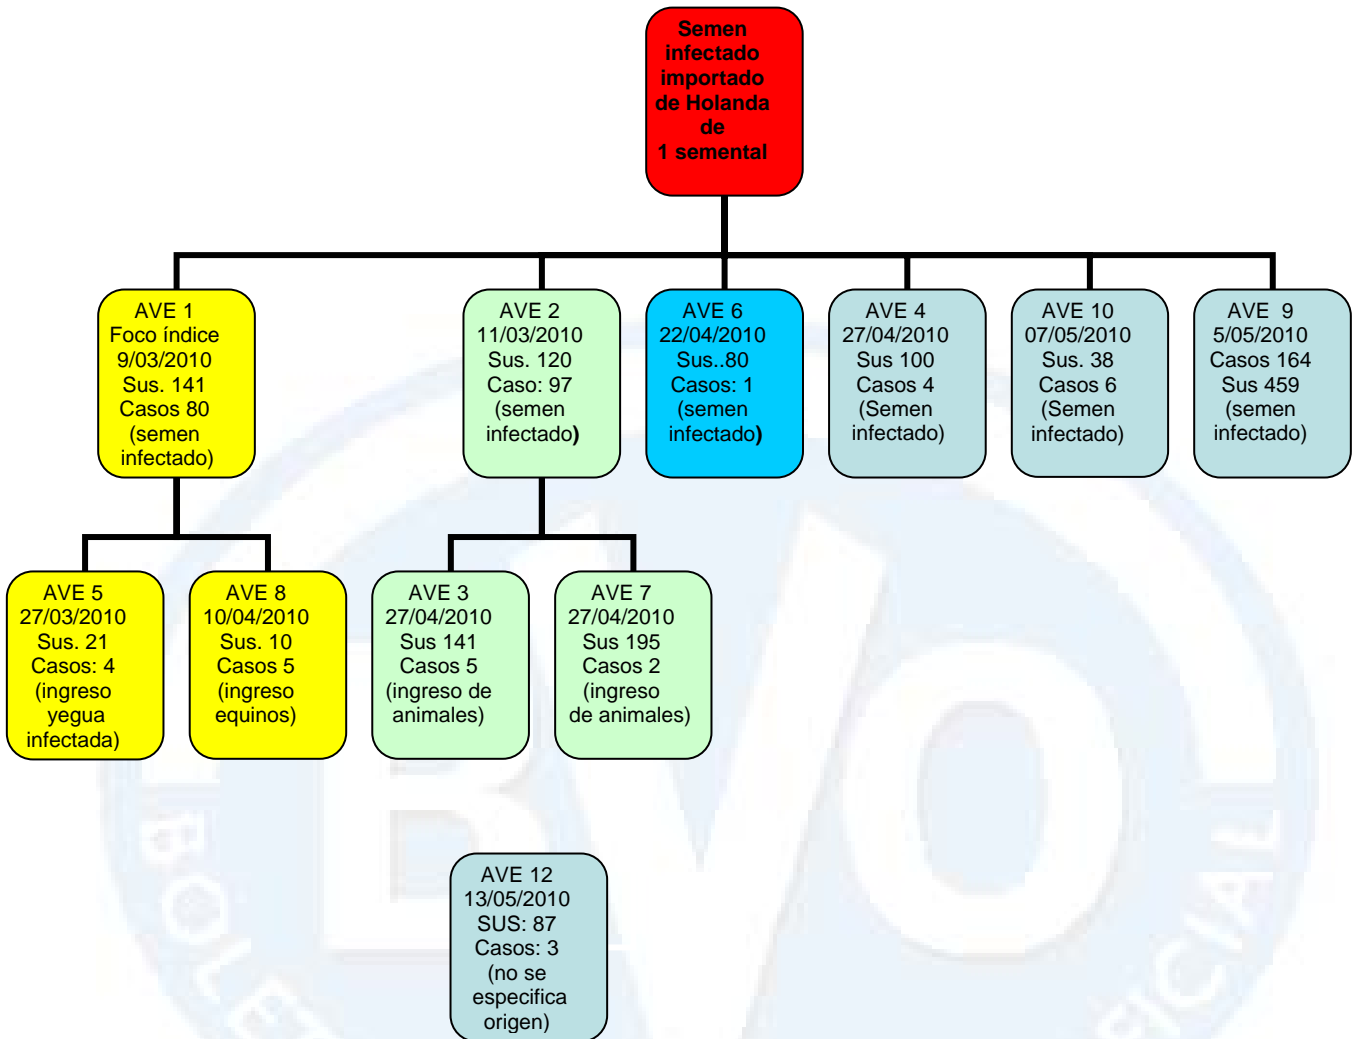 Semen
infectado
importado
de Holanda
de
1 semental
AVE 1
Foco índice
9/03/2010
Sus. 141
Casos 80
(semen
infectado)
AVE 2
11/03/2010
Sus. 120
Caso: 97
(semen
infectado)
AVE 6
22/04/2010
Sus..80
Casos: 1
(semen
infectado)
AVE 4
27/04/2010
Sus 100
Casos 4
(Semen
infectado)
AVE 10
07/05/2010
Sus. 38
Casos 6
(Semen
infectado)
AVE 9
5/05/2010
Casos 164
Sus 459
(semen
infectado)
AVE 5
27/03/2010
Sus. 21
Casos: 4
(ingreso
yegua
infectada)
AVE 8
10/04/2010
Sus. 10
Casos 5
(ingreso
equinos)
AVE 3
27/04/2010
Sus 141
Casos 5
(ingreso de
animales)
AVE 7
27/04/2010
Sus 195
Casos 2
(ingreso
de animales)
AVE 12
13/05/2010
SUS: 87
Casos: 3
(no se
especifica
origen)
BVO